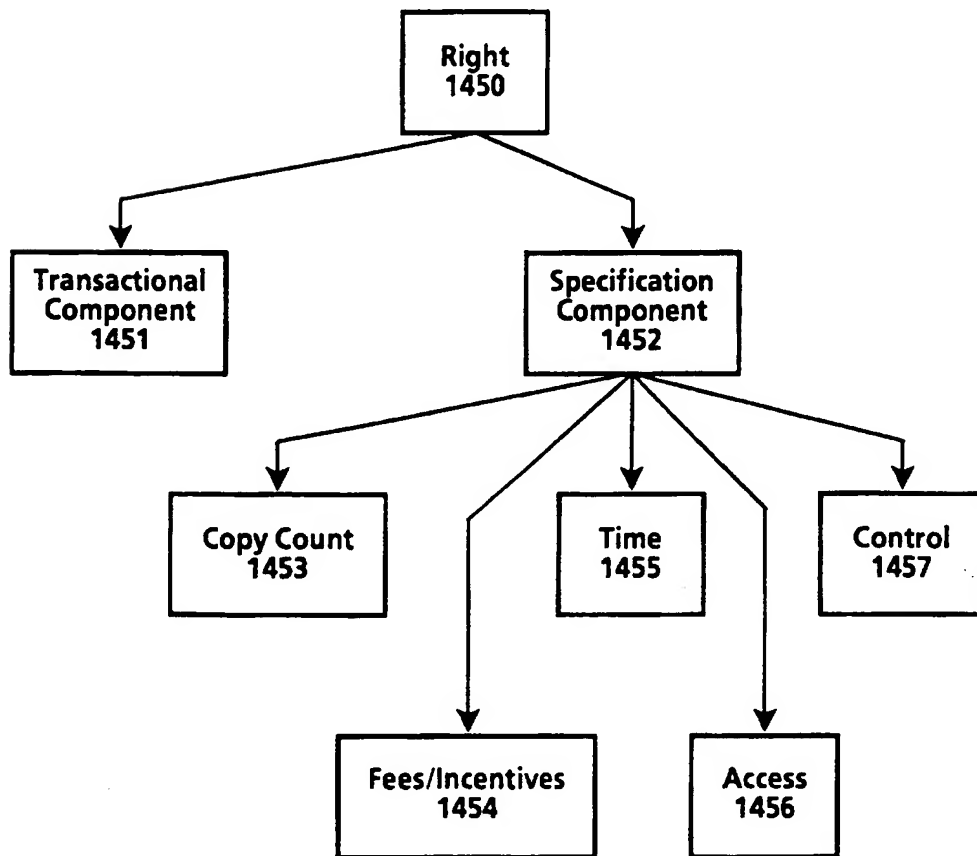 Right
1450
Transactional
Component
1451
Specification
Component
1452
Copy Count
1453
Time
1455
Control
1457
Fees/Incentives
1454
Access
1456